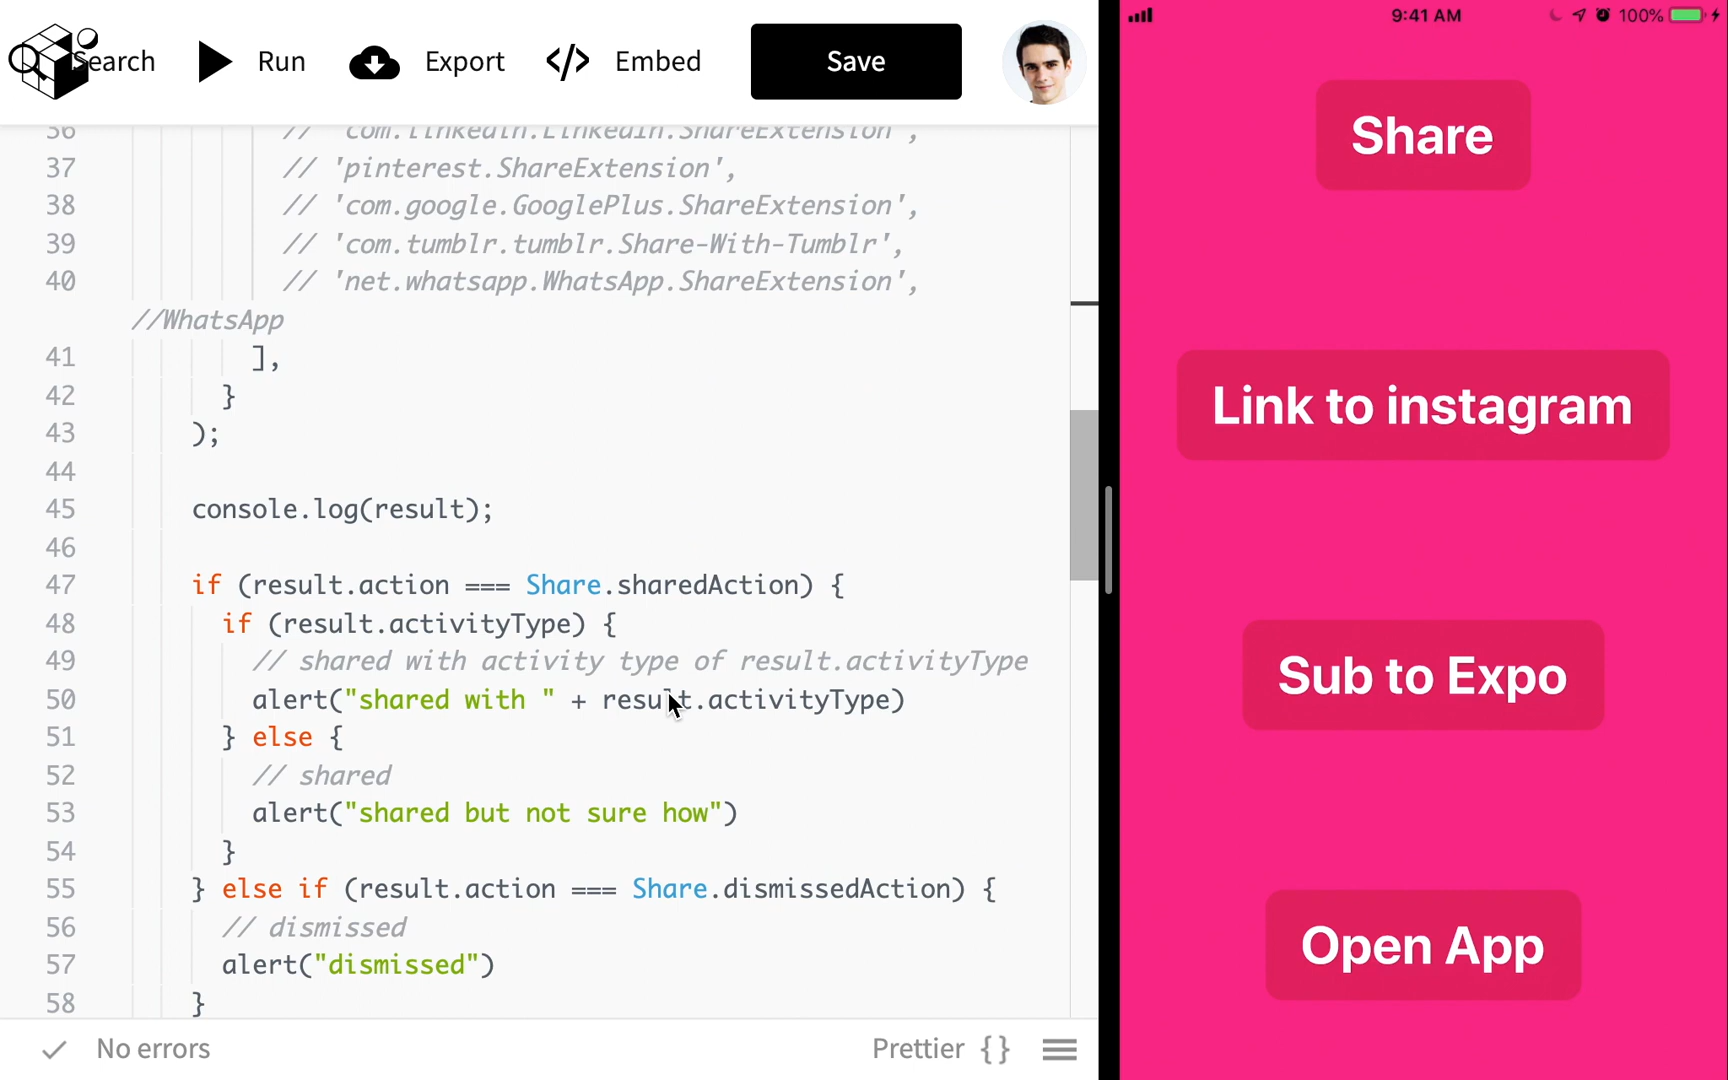 Search Run Export </> Embed Save
36 // 'com.linkedin.LinkedIn.ShareExtension',
37 // 'pinterest.ShareExtension',
38 // 'com.google.GooglePlus.ShareExtension',
39 // 'com.tumblr.tumblr.Share-With-Tumblr',
40 // 'net.whatsapp.WhatsApp.ShareExtension',
//WhatsApp
41 ],
42 }
43 );
44
45 console.log(result);
46
47 if (result.action === Share.sharedAction) {
48 if (result.activityType) {
49 // shared with activity type of result.activityType
50 alert("shared with " + result.activityType)
51 } else {
52 // shared
53 alert("shared but not sure how")
54 }
55 } else if (result.action === Share.dismissedAction) {
56 // dismissed
57 alert("dismissed")
58 }
No errors Prettier {}
9:41 AM 100%
Share
Link to instagram
Sub to Expo
Open App